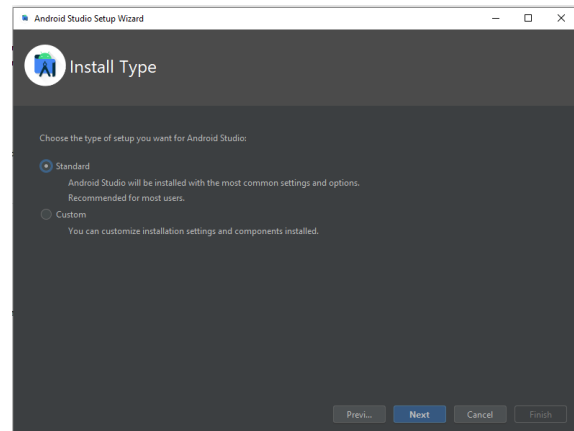 Android Studio Setup Wizard
Install Type
Choose the type of setup you want for Android Studio:
Standard
Android Studio will be installed with the most common settings and options.
Recommended for most users.
Custom
You can customize installation settings and components installed.
Previ... Next Cancel Finish